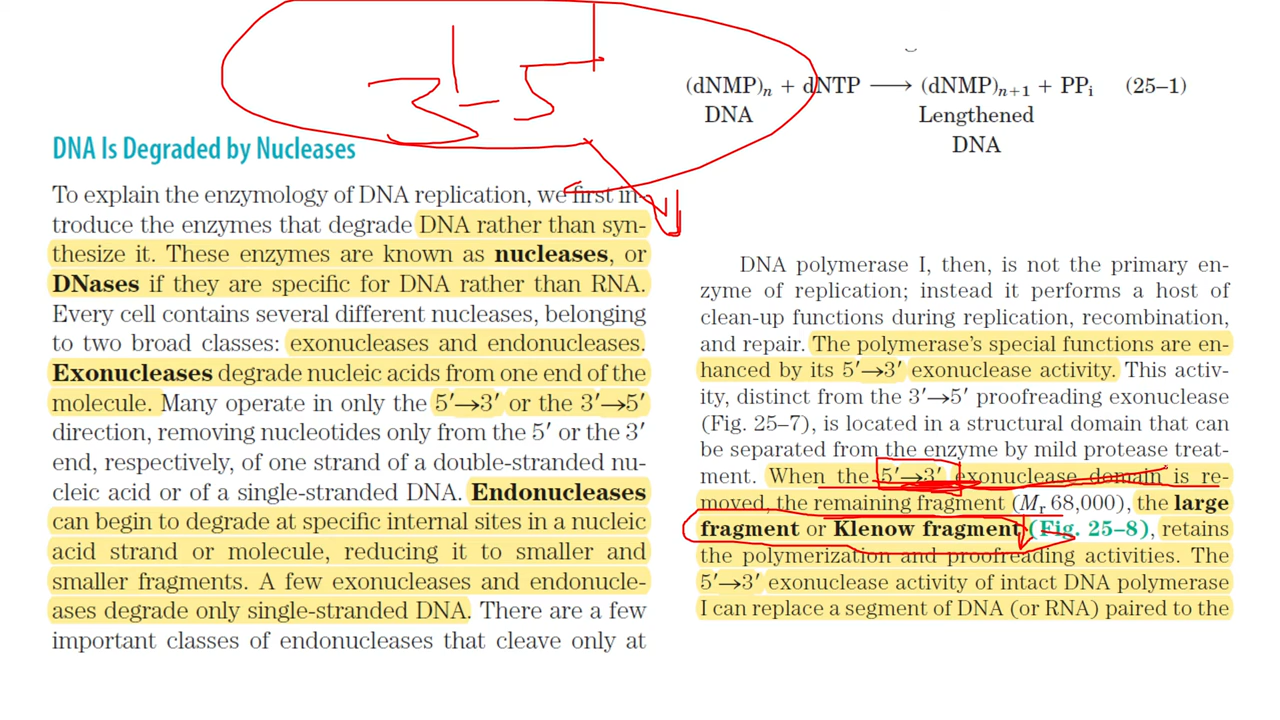 3'-5'
(dNMP)n + dNTP ⟶ (dNMP)n+1 + PPi (25–1)
DNA Lengthened
DNA
DNA Is Degraded by Nucleases
To explain the enzymology of DNA replication, we first in-
troduce the enzymes that degrade DNA rather than syn-
thesize it. These enzymes are known as nucleases, or
DNases if they are specific for DNA rather than RNA.
Every cell contains several different nucleases, belonging
to two broad classes: exonucleases and endonucleases.
Exonucleases degrade nucleic acids from one end of the
molecule. Many operate in only the 5′→3′ or the 3′→5′
direction, removing nucleotides only from the 5′ or the 3′
end, respectively, of one strand of a double-stranded nu-
cleic acid or of a single-stranded DNA. Endonucleases
can begin to degrade at specific internal sites in a nucleic
acid strand or molecule, reducing it to smaller and
smaller fragments. A few exonucleases and endonucle-
ases degrade only single-stranded DNA. There are a few
important classes of endonucleases that cleave only at
DNA polymerase I, then, is not the primary en-
zyme of replication; instead it performs a host of
clean-up functions during replication, recombination,
and repair. The polymerase’s special functions are en-
hanced by its 5′→3′ exonuclease activity. This activ-
ity, distinct from the 3′→5′ proofreading exonuclease
(Fig. 25–7), is located in a structural domain that can
be separated from the enzyme by mild protease treat-
ment. When the 5′→3′ exonuclease domain is re-
moved, the remaining fragment (Mr 68,000), the large
fragment or Klenow fragment (Fig. 25–8), retains
the polymerization and proofreading activities. The
5′→3′ exonuclease activity of intact DNA polymerase
I can replace a segment of DNA (or RNA) paired to the